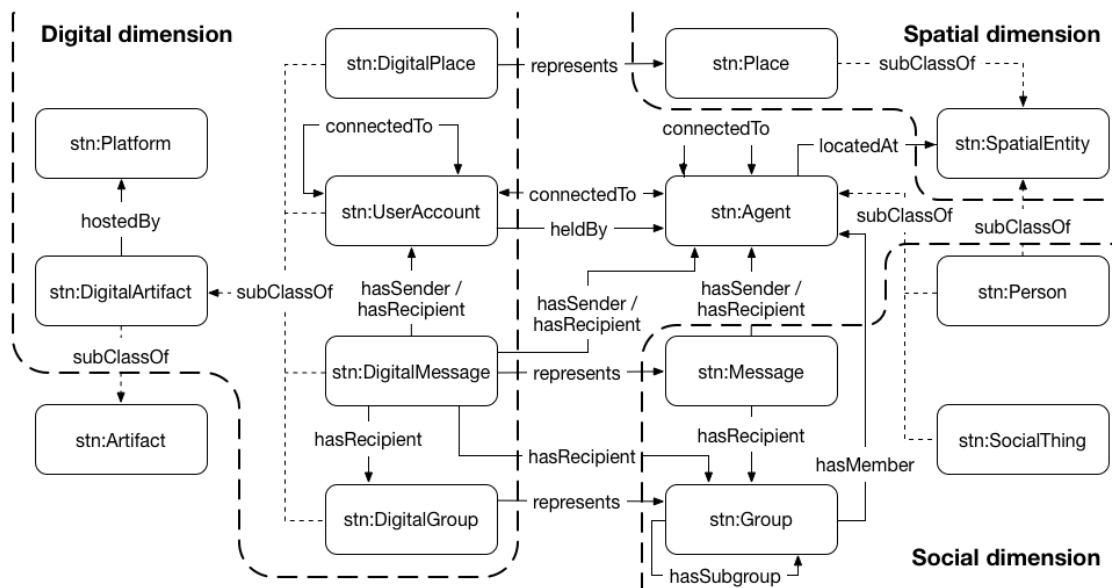 Digital dimension
Spatial dimension
stn:DigitalPlace
represents
stn:Place
subClassOf
stn:Platform
connectedTo
connectedTo
locatedAt
stn:SpatialEntity
stn:UserAccount
connectedTo
stn:Agent
subClassOf
hostedBy
heldBy
subClassOf
stn:DigitalArtifact
subClassOf
hasSender /
hasRecipient
hasSender /
hasRecipient
hasSender /
hasRecipient
stn:Person
subClassOf
stn:DigitalMessage
represents
stn:Message
stn:Artifact
hasRecipient
hasRecipient
stn:SocialThing
hasRecipient
hasMember
stn:DigitalGroup
represents
stn:Group
hasSubgroup
Social dimension